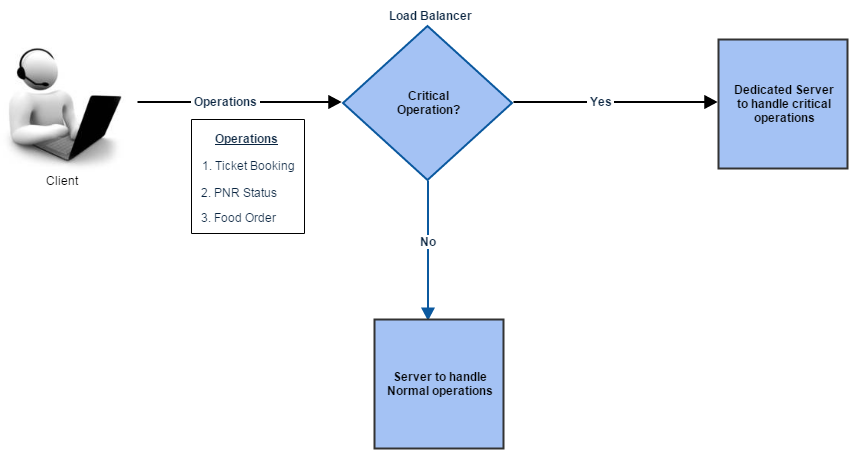 Load Balancer
Client
Operations
Operations
1. Ticket Booking
2. PNR Status
3. Food Order
Critical
Operation?
Yes
Dedicated Server
to handle critical
operations
No
Server to handle
Normal operations